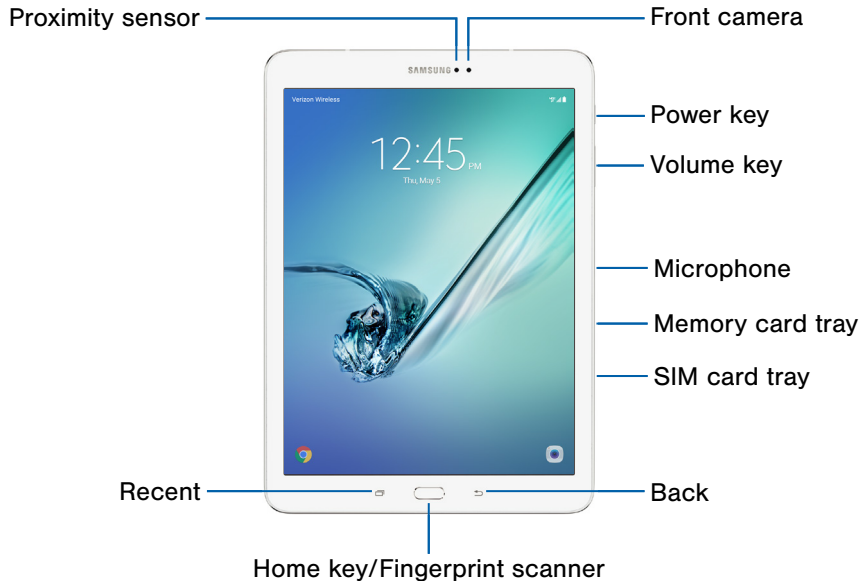 Proximity sensor
Front camera
SAMSUNG
Verizon Wireless
Power key
12:45 PM
Volume key
Thu, May 5
Microphone
Memory card tray
SIM card tray
Recent
Back
Home key/Fingerprint scanner